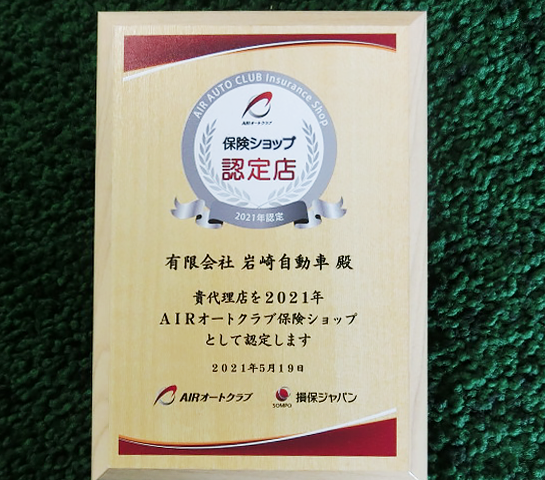 AIR AUTO CLUB Insurance Shop
AIRオートクラブ
保険ショップ
認定店
2021年認定
有限会社 岩崎自動車 殿
貴代理店を2021年
AIRオートクラブ保険ショップ
として認定します
2021年5月19日
AIRオートクラブ
SOMPO 損保ジャパン